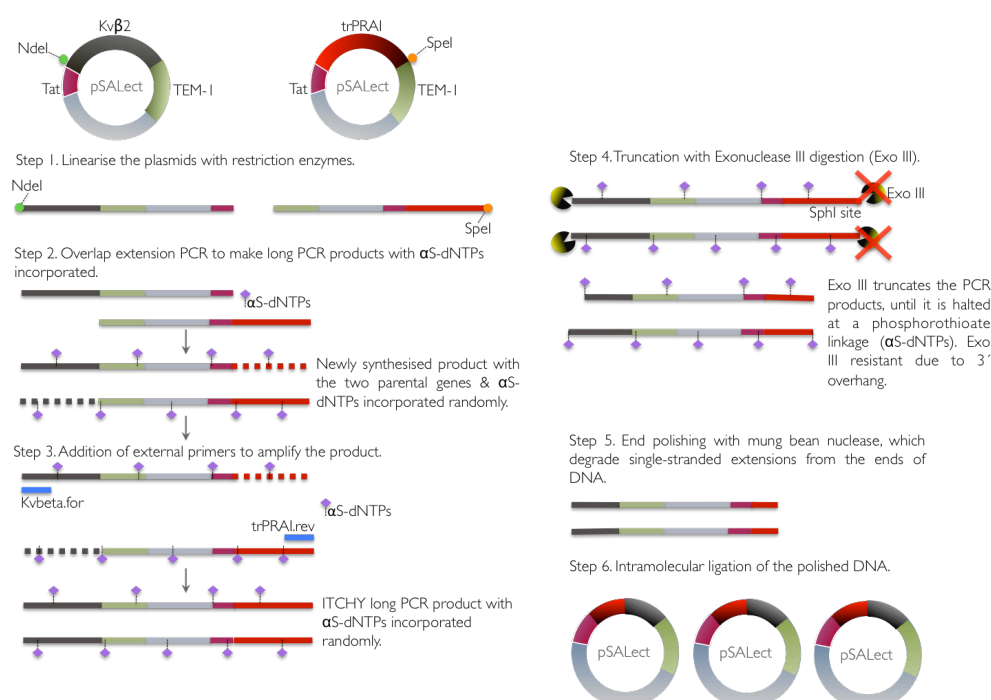 Kvβ2
NdeI
Tat
pSALect
TEM-1
trPRAI
SpeI
Tat
pSALect
TEM-1
Step 1. Linearise the plasmids with restriction enzymes.
NdeI
SpeI
Step 2. Overlap extension PCR to make long PCR products with αS-dNTPs
incorporated.
αS-dNTPs
Newly synthesised product with
the two parental genes & αS-
dNTPs incorporated randomly.
Step 3. Addition of external primers to amplify the product.
Kvbeta.for
αS-dNTPs
trPRAI.rev
ITCHY long PCR product with
αS-dNTPs incorporated
randomly.
Step 4. Truncation with Exonuclease III digestion (Exo III).
Exo III
SphI site
Exo III truncates the PCR
products, until it is halted
at a phosphorothioate
linkage (αS-dNTPs). Exo
III resistant due to 3´
overhang.
Step 5. End polishing with mung bean nuclease, which
degrade single-stranded extensions from the ends of
DNA.
Step 6. Intramolecular ligation of the polished DNA.
pSALect
pSALect
pSALect